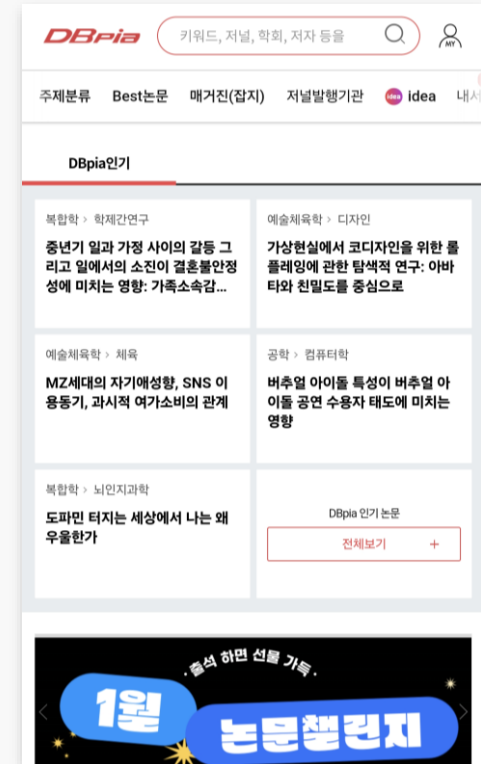 DBpia
키워드, 저널, 학회, 저자 등을
MY
주제분류 Best논문 매거진(잡지) 저널발행기관 idea idea 내서
DBpia인기
복합학 > 학제간연구
중년기 일과 가정 사이의 갈등 그
리고 일에서의 소진이 결혼불안정
성에 미치는 영향: 가족소속감...
예술체육학 > 디자인
가상현실에서 코디자인을 위한 롤
플레잉에 관한 탐색적 연구: 아바
타와 친밀도를 중심으로
예술체육학 > 체육
MZ세대의 자기애성향, SNS 이
용동기, 과시적 여가소비의 관계
공학 > 컴퓨터학
버추얼 아이돌 특성이 버추얼 아
이돌 공연 수용자 태도에 미치는
영향
복합학 > 뇌인지과학
도파민 터지는 세상에서 나는 왜
우울한가
DBpia 인기 논문
전체보기 +
·출석 하면 선물 가득·
1월
논문챌린지